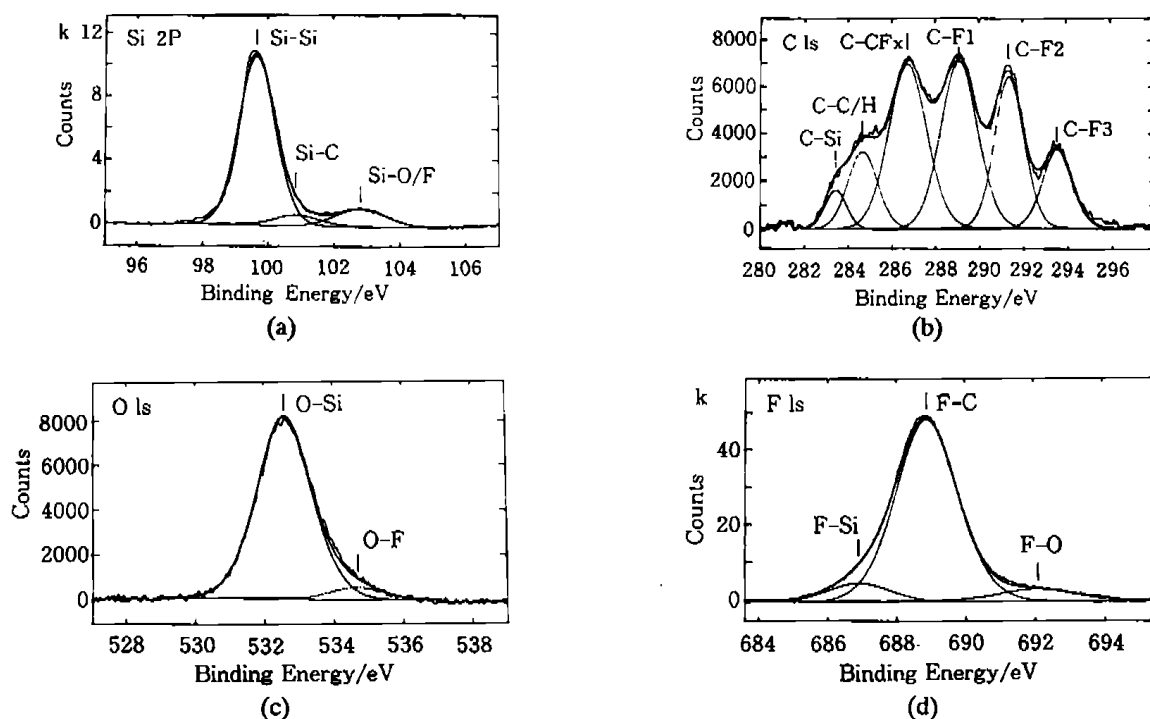 k
Si 2P
Si-Si
Si-C
Si-O/F
12
8
4
0
Counts
96 98 100 102 104 106
Binding Energy/eV
(a)
C ls
C-CFx
C-F1
C-F2
C-C/H
C-Si
C-F3
8000
6000
4000
2000
0
Counts
280 282 284 286 288 290 292 294 296
Binding Energy/eV
(b)
O ls
O-Si
O-F
8000
6000
4000
2000
0
Counts
528 530 532 534 536 538
Binding Energy/eV
(c)
k
F ls
F-C
F-Si
F-O
40
20
0
Counts
684 686 688 690 692 694
Binding Energy/eV
(d)